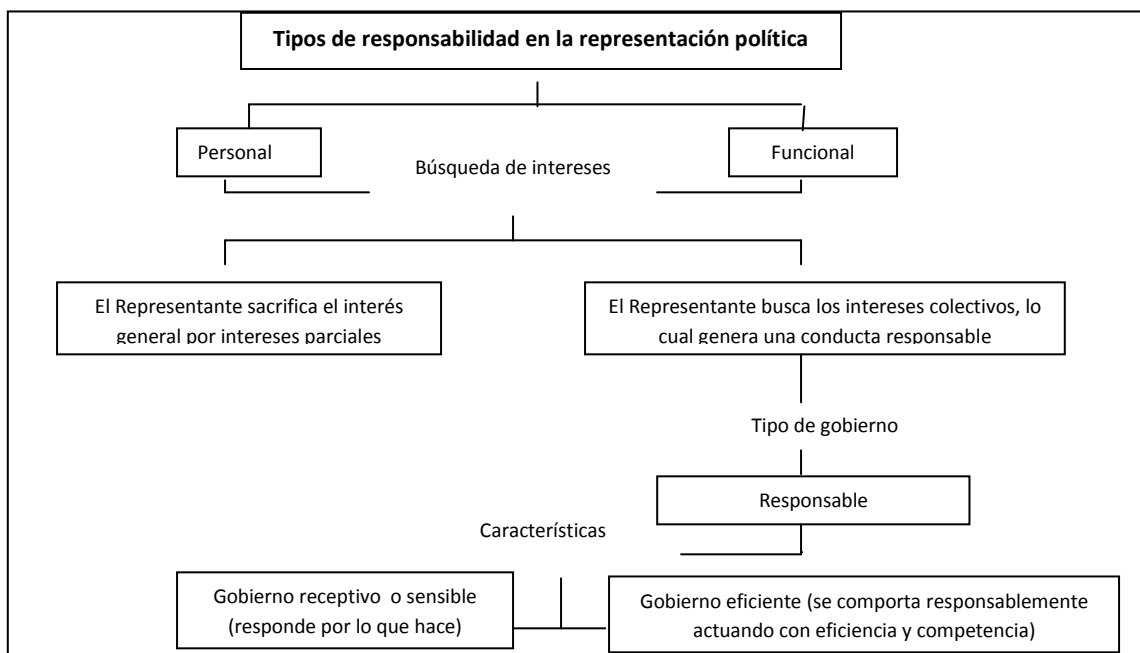 Tipos de responsabilidad en la representación política
Personal
Funcional
Búsqueda de intereses
El Representante sacrifica el interés
general por intereses parciales
El Representante busca los intereses colectivos, lo
cual genera una conducta responsable
Tipo de gobierno
Responsable
Características
Gobierno receptivo o sensible
(responde por lo que hace)
Gobierno eficiente (se comporta responsablemente
actuando con eficiencia y competencia)